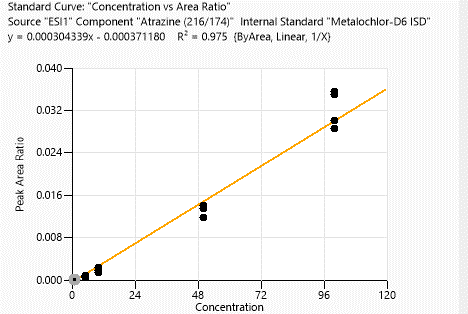 Standard Curve: "Concentration vs Area Ratio"
Source "ESI1" Component "Atrazine (216/174)" Internal Standard "Metalochlor-D6 ISD"
y = 0.000304339x - 0.000371180 R² = 0.975 {ByArea, Linear, 1/X}
0.040
0.032
0.024
0.016
0.008
0.000
Peak Area Ratio
0 24 48 72 96 120
Concentration